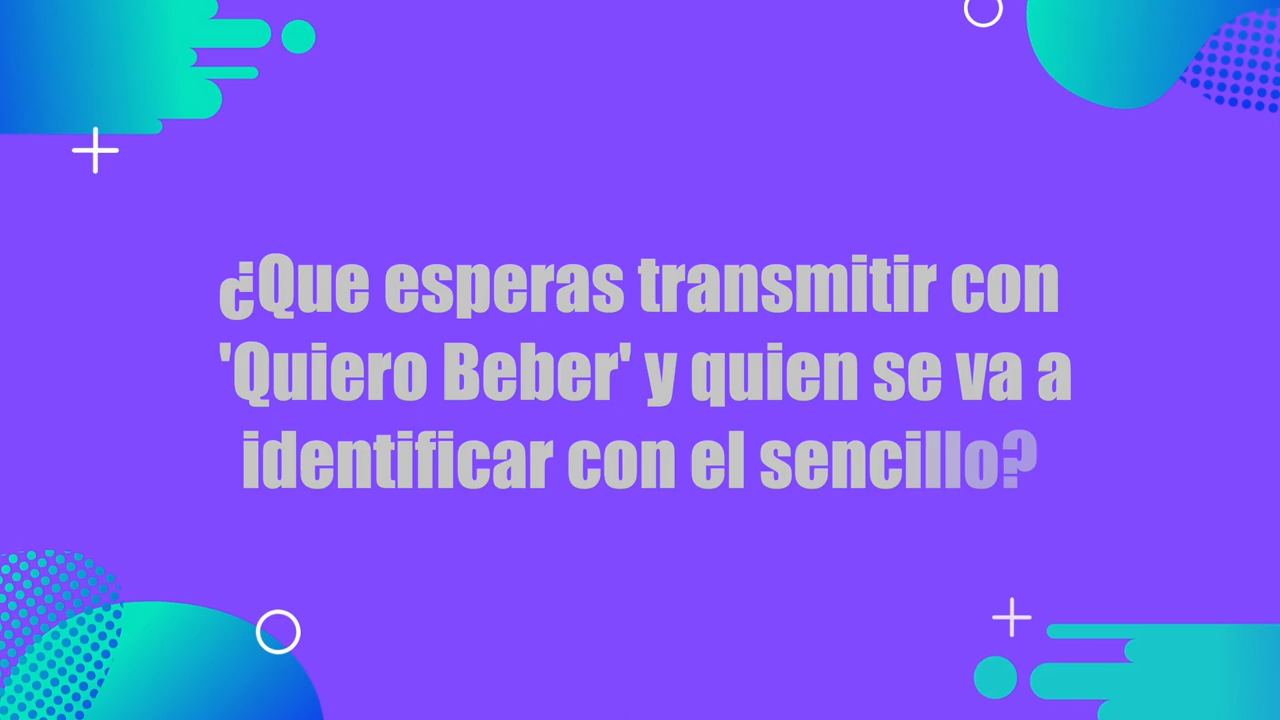 ¿Que esperas transmitir con
'Quiero Beber' y quien se va a
identificar con el sencillo?